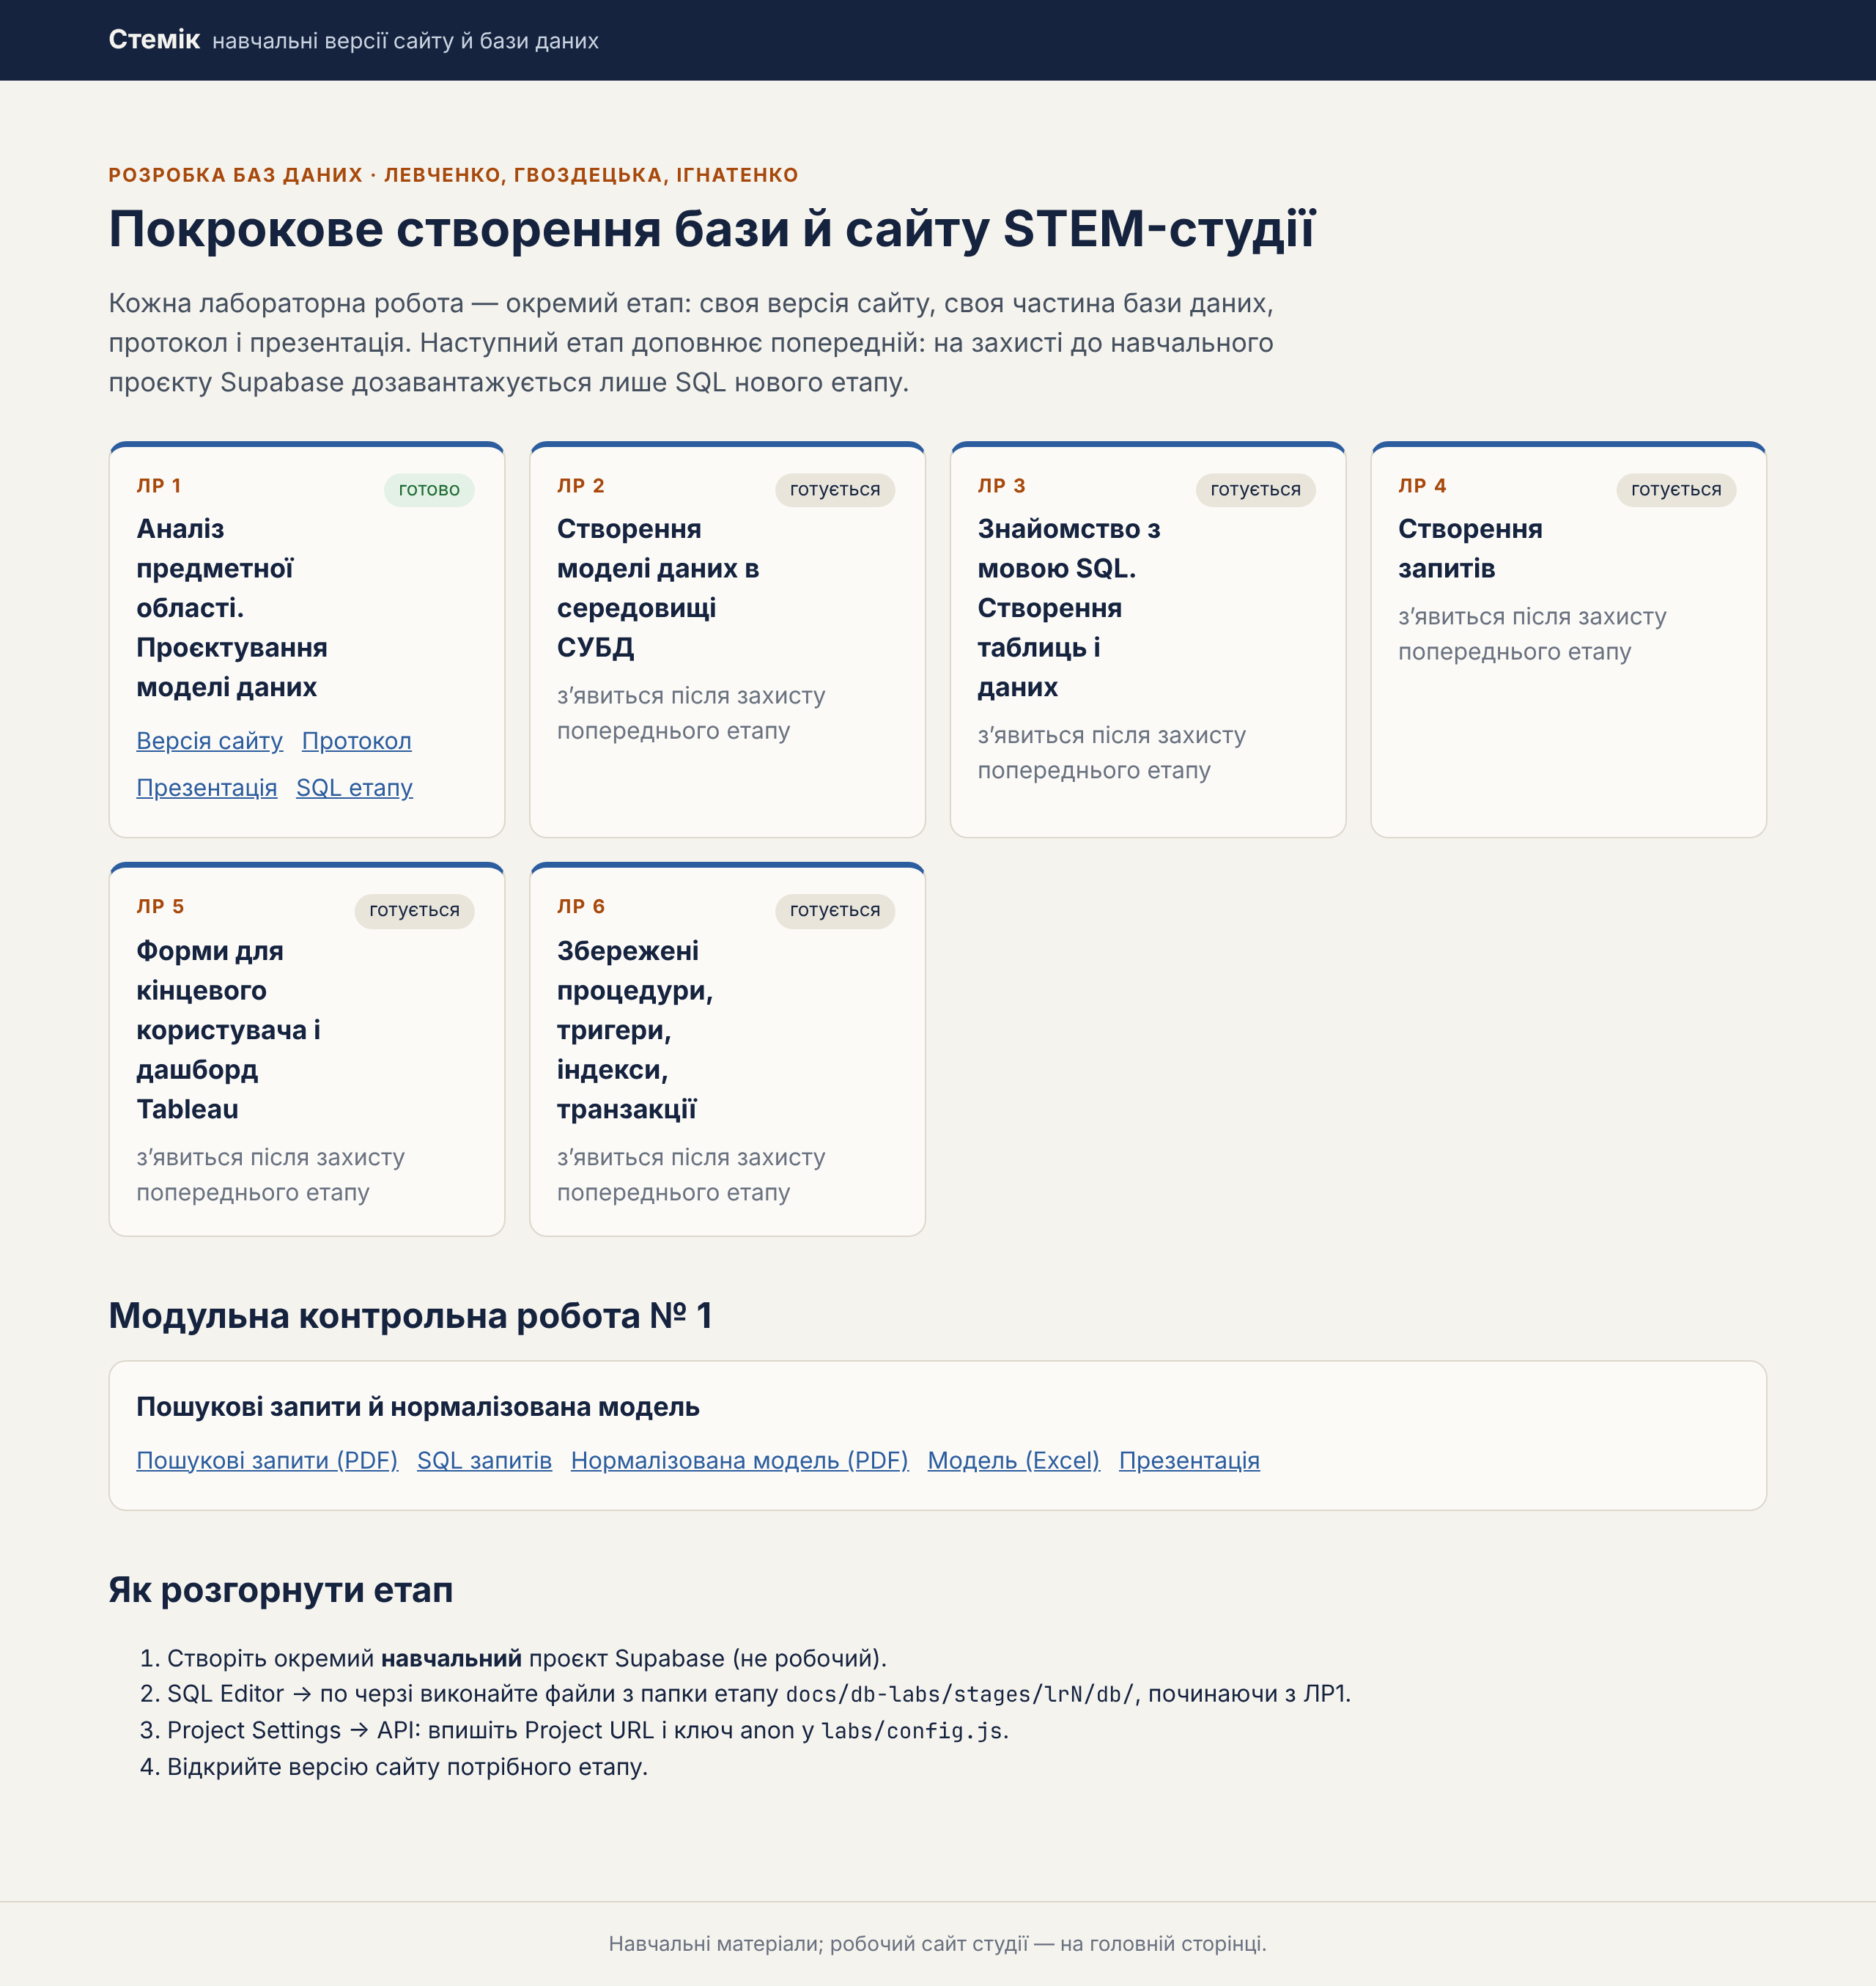 Стемік навчальні версії сайту й бази даних
РОЗРОБКА БАЗ ДАНИХ · ЛЕВЧЕНКО, ГВОЗДЕЦЬКА, ІГНАТЕНКО
Покрокове створення бази й сайту STEM-студії
Кожна лабораторна робота — окремий етап: своя версія сайту, своя частина бази даних,
протокол і презентація. Наступний етап доповнює попередній: на захисті до навчального
проєкту Supabase дозавантажується лише SQL нового етапу.
ЛР 1 готово
Аналіз
предметної
області.
Проєктування
моделі даних
Версія сайту Протокол
Презентація SQL етапу
ЛР 2 готується
Створення
моделі даних в
середовищі
СУБД
з’явиться після захисту
попереднього етапу
ЛР 3 готується
Знайомство з
мовою SQL.
Створення
таблиць і
даних
з’явиться після захисту
попереднього етапу
ЛР 4 готується
Створення
запитів
з’явиться після захисту
попереднього етапу
ЛР 5 готується
Форми для
кінцевого
користувача і
дашборд
Tableau
з’явиться після захисту
попереднього етапу
ЛР 6 готується
Збережені
процедури,
тригери,
індекси,
транзакції
з’явиться після захисту
попереднього етапу
Модульна контрольна робота № 1
Пошукові запити й нормалізована модель
Пошукові запити (PDF) SQL запитів Нормалізована модель (PDF) Модель (Excel) Презентація
Як розгорнути етап
1. Створіть окремий навчальний проєкт Supabase (не робочий).
2. SQL Editor → по черзі виконайте файли з папки етапу docs/db-labs/stages/lrN/db/, починаючи з ЛР1.
3. Project Settings → API: впишіть Project URL і ключ anon у labs/config.js.
4. Відкрийте версію сайту потрібного етапу.
Навчальні матеріали; робочий сайт студії — на головній сторінці.